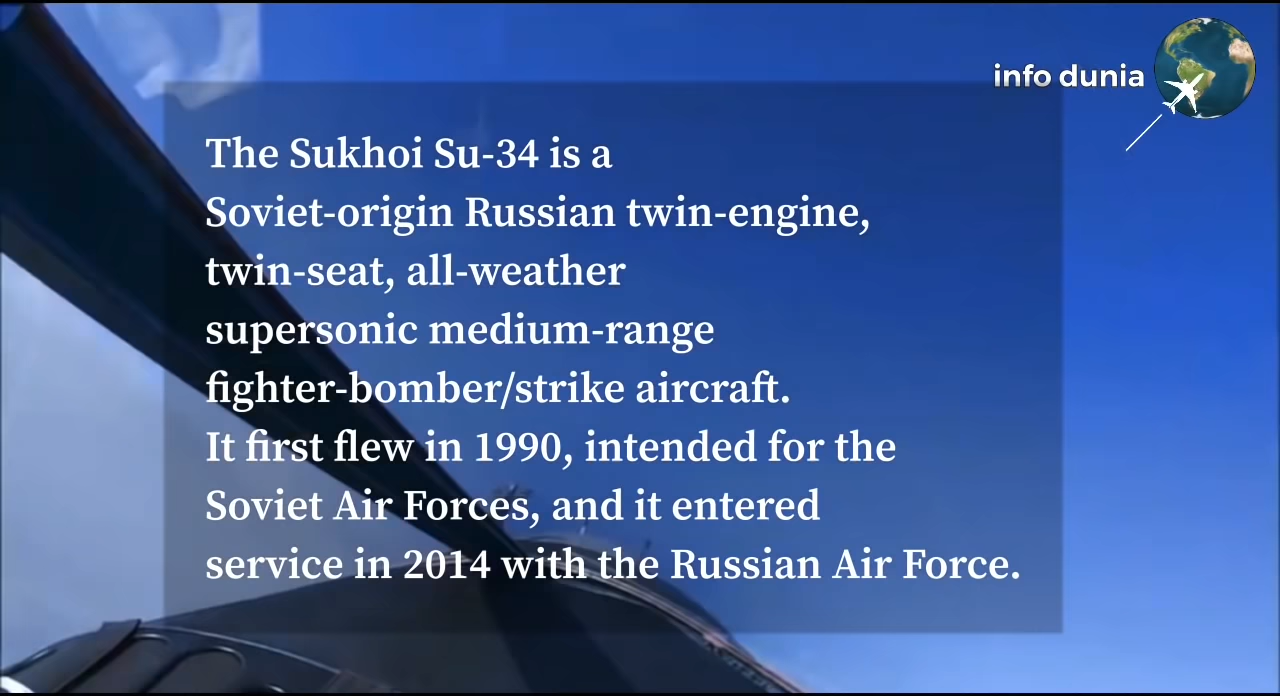 info dunia
The Sukhoi Su-34 is a
Soviet-origin Russian twin-engine,
twin-seat, all-weather
supersonic medium-range
fighter-bomber/strike aircraft.
It first flew in 1990, intended for the
Soviet Air Forces, and it entered
service in 2014 with the Russian Air Force.